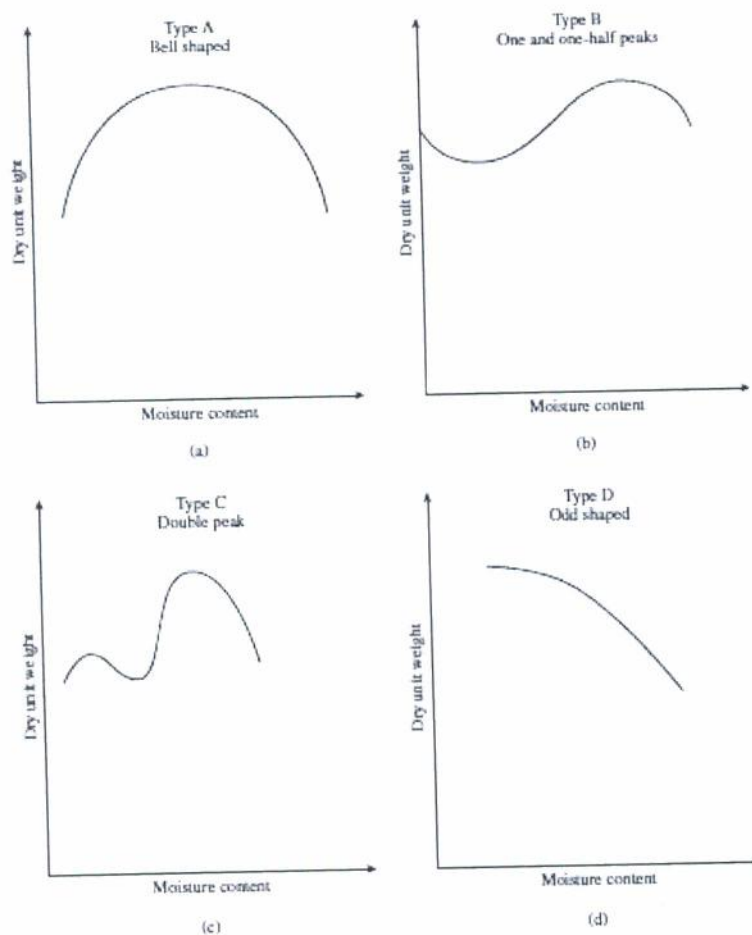 Type A
Bell shaped
Dry unit weight
Moisture content
(a)
Type B
One and one-half peaks
Dry unit weight
Moisture content
(b)
Type C
Double peak
Dry unit weight
Moisture content
(c)
Type D
Odd shaped
Dry unit weight
Moisture content
(d)